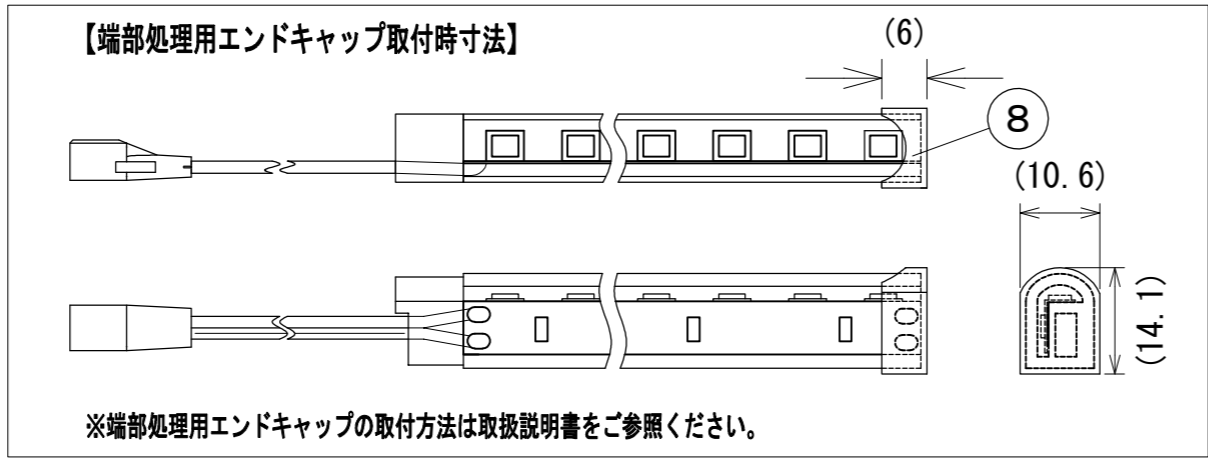 【端部処理用エンドキャップ取付時寸法】
(6)
8
(10.6)
(14.1)
※端部処理用エンドキャップの取付方法は取扱説明書をご参照ください。